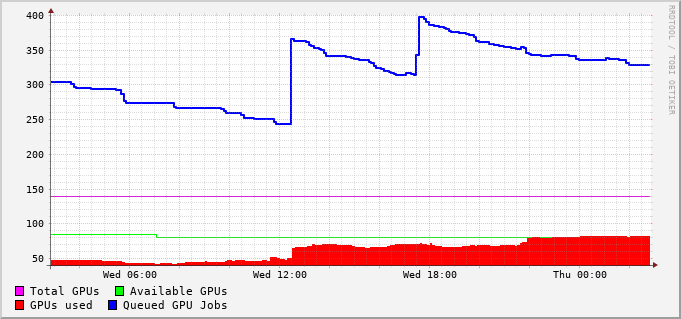 RRDTOOL / TOBI OETIKER
400
350
300
250
200
150
100
50
Wed 06:00 Wed 12:00 Wed 18:00 Thu 00:00
Total GPUs Available GPUs
GPUs used Queued GPU Jobs